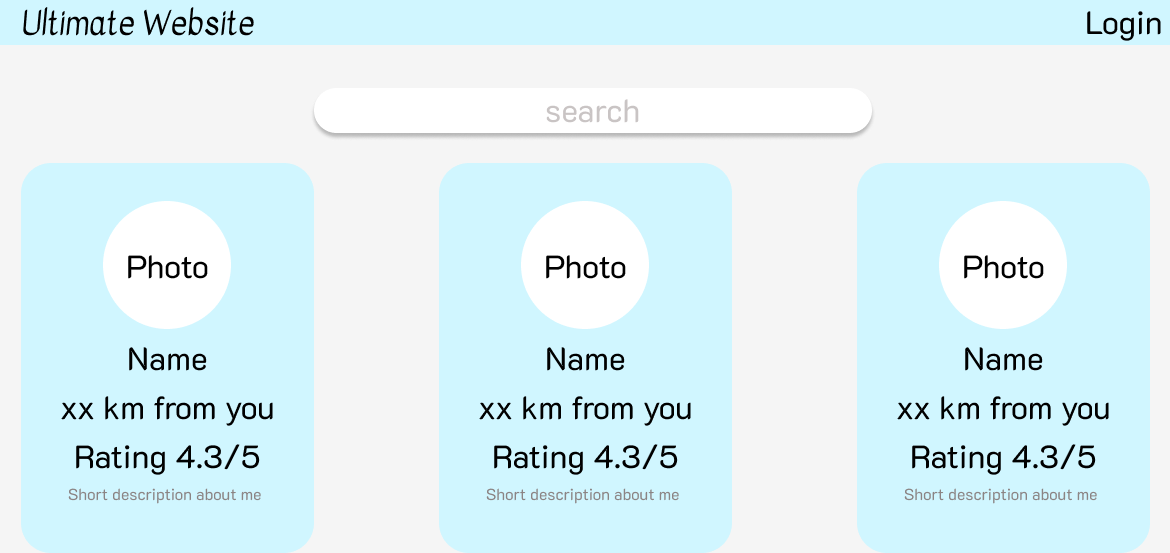 Ultimate Website
Login
search
Photo
Name
xx km from you
Rating 4.3/5
Short description about me
Photo
Name
xx km from you
Rating 4.3/5
Short description about me
Photo
Name
xx km from you
Rating 4.3/5
Short description about me